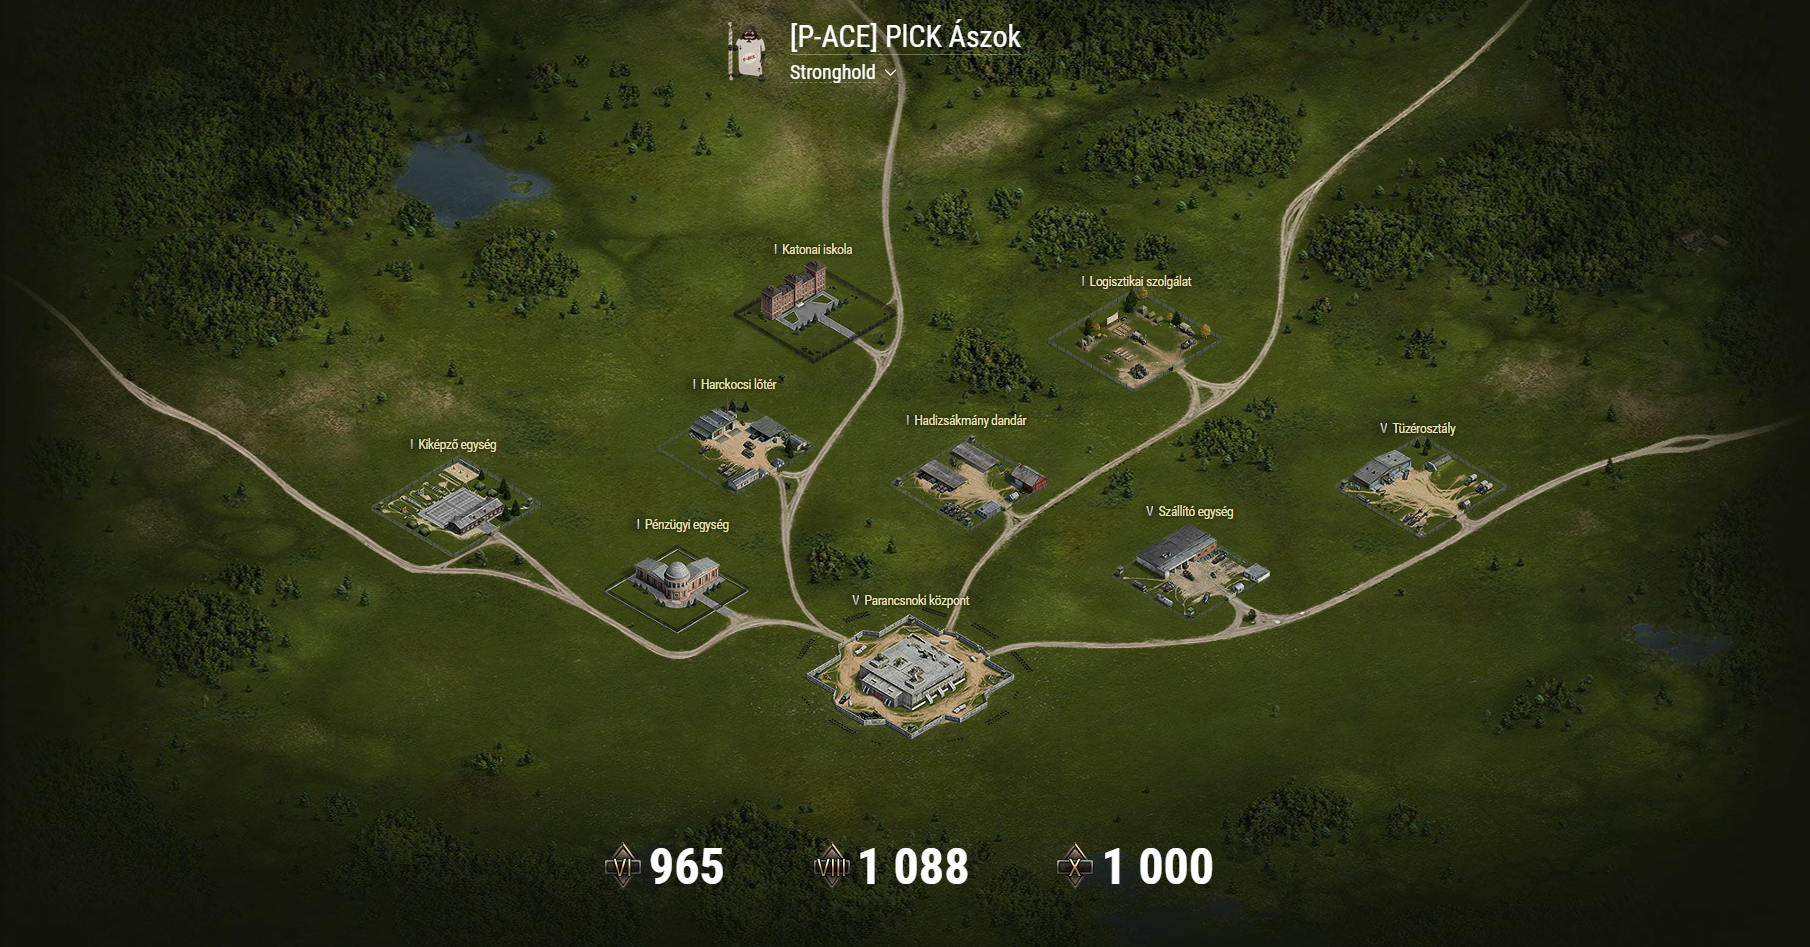 [P-ACE] PICK Ászok
Stronghold
I Katonai iskola
I Logisztikai szolgálat
I Harckocsi lőtér
I Hadizsákmány dandár
V Tüzérosztály
I Kiképző egység
V Szállító egység
I Pénzügyi egység
V Parancsnoki központ
VI 965
VIII 1 088
X 1 000